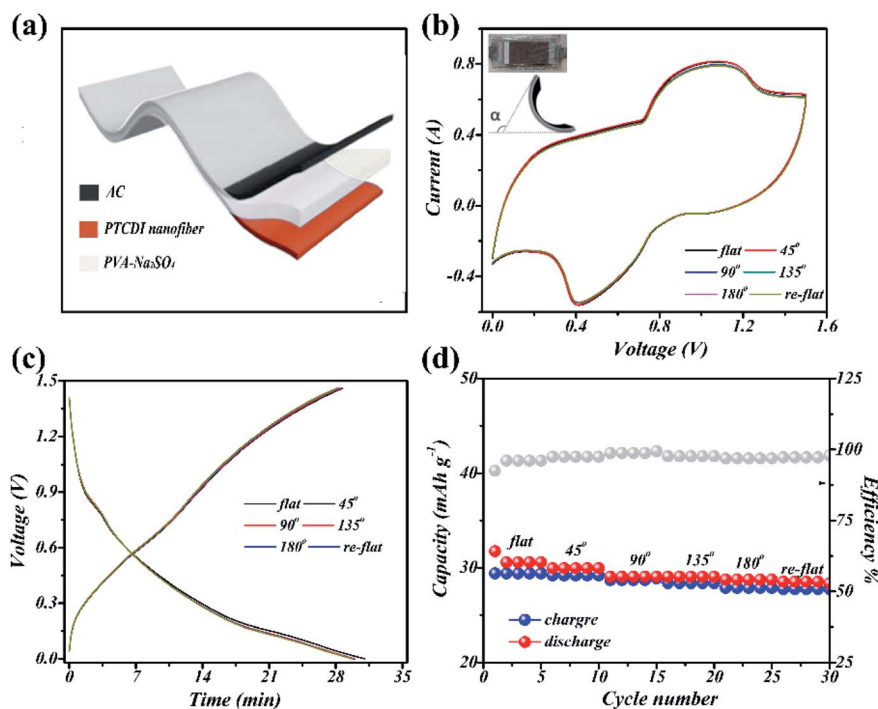 (a)
AC
PTCDI nanofiber
PVA-Na₂SO₄
(b)
0.8
0.4
0.0
-0.4
Current (A)
α
flat 45°
90° 135°
180° re-flat
0.0 0.4 0.8 1.2 1.6
Voltage (V)
(c)
1.5
1.2
0.9
0.6
0.3
0.0
Voltage (V)
flat 45°
90° 135°
180° re-flat
0 7 14 21 28 35
Time (min)
(d)
50
40
30
20
Capacity (mAh g⁻¹)
125
100
75
50
25
Efficiency %
flat 45° 90° 135° 180° re-flat
chargre
discharge
0 5 10 15 20 25 30
Cycle number